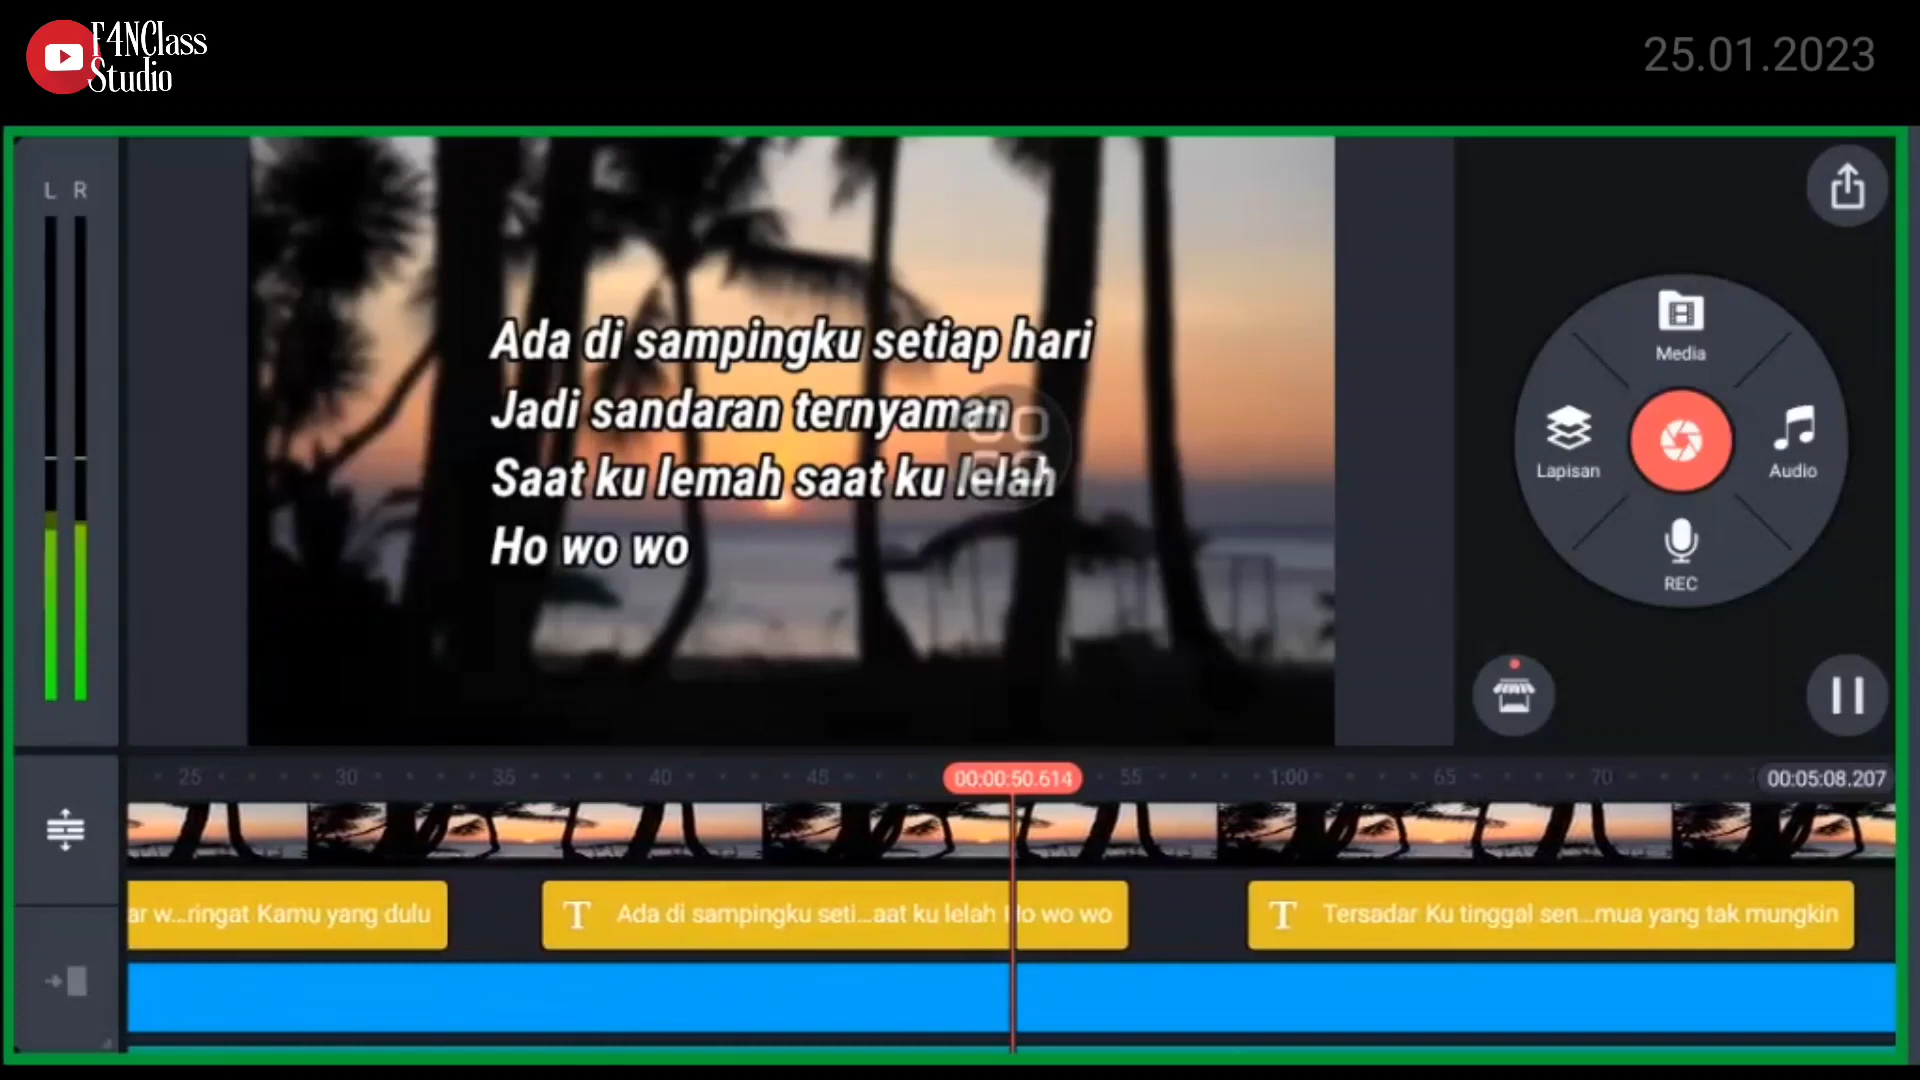 F4NClass
Studio
25.01.2023
L R
Ada di sampingku setiap hari
Jadi sandaran ternyaman
Saat ku lemah saat ku lelah
Ho wo wo
Media
Lapisan
Audio
REC
25 30 35 40 45 00:00:50.614 55 1:00 65 70 00:05:08.207
ar w...ringat Kamu yang dulu
T Ada di sampingku seti...aat ku lelah Ho wo wo
T Tersadar Ku tinggal sen...mua yang tak mungkin